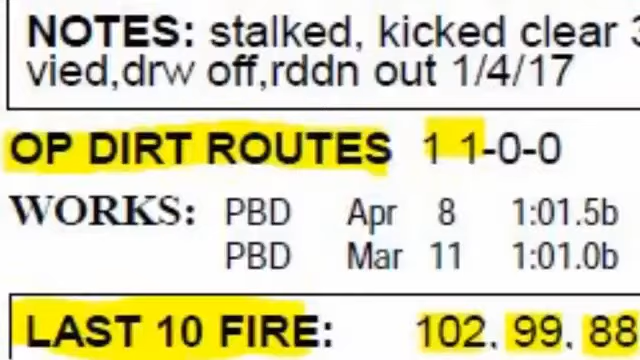 NOTES: stalked, kicked clear 3
vied,drw off,rddn out 1/4/17
OP DIRT ROUTES 1 1-0-0
WORKS: PBD Apr 8 1:01.5b
PBD Mar 11 1:01.0b
LAST 10 FIRE: 102, 99, 88